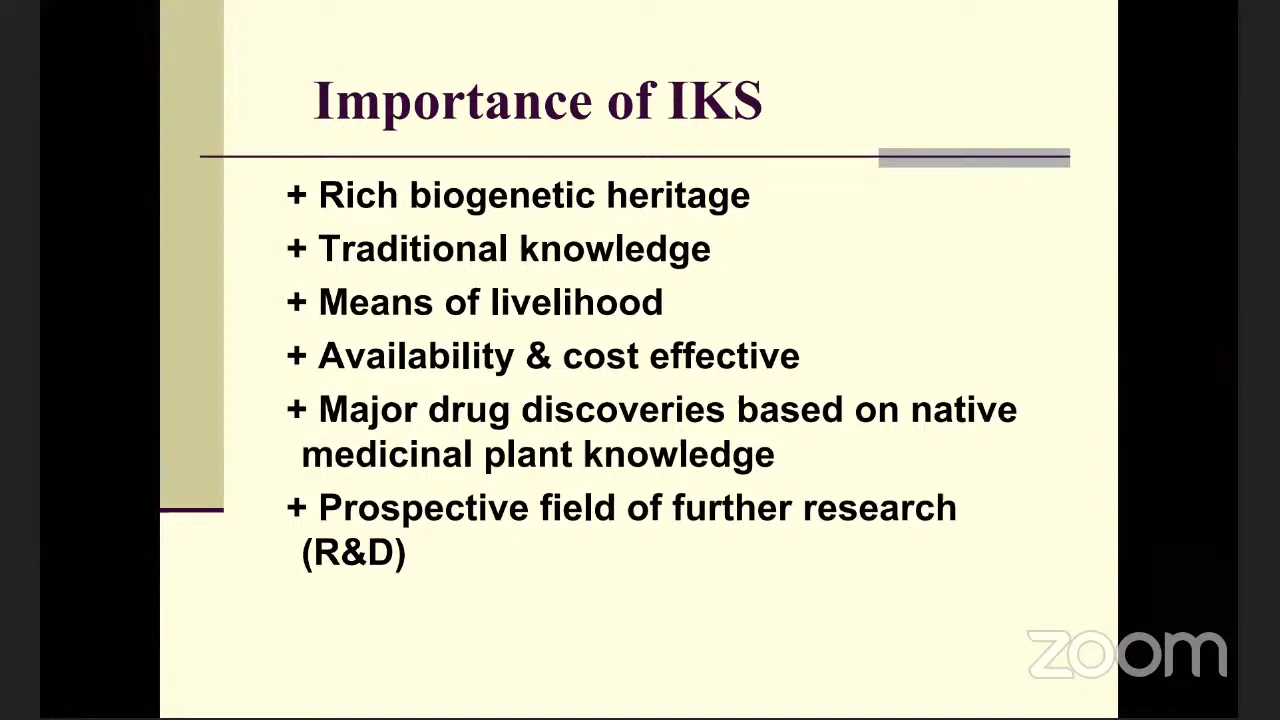 Importance of IKS
+ Rich biogenetic heritage
+ Traditional knowledge
+ Means of livelihood
+ Availability & cost effective
+ Major drug discoveries based on native
medicinal plant knowledge
+ Prospective field of further research
(R&D)
zoom